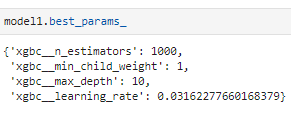 model1.best_params_
{'xgbc__n_estimators': 1000,
 'xgbc__min_child_weight': 1,
 'xgbc__max_depth': 10,
 'xgbc__learning_rate': 0.03162277660168379}